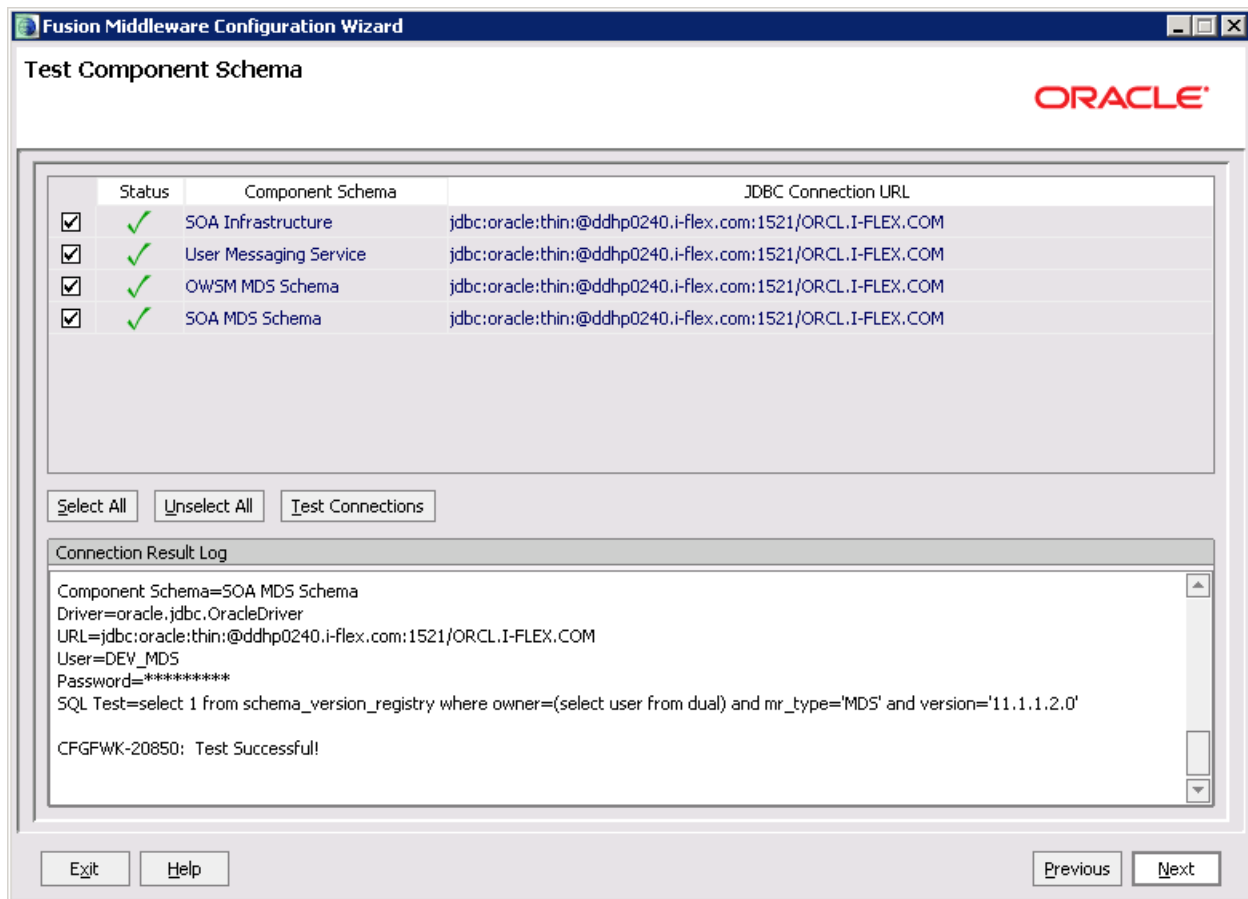 Fusion Middleware Configuration Wizard
Test Component Schema
ORACLE
Status Component Schema JDBC Connection URL
SOA Infrastructure jdbc:oracle:thin:@ddhp0240.i-flex.com:1521/ORCL.I-FLEX.COM
User Messaging Service jdbc:oracle:thin:@ddhp0240.i-flex.com:1521/ORCL.I-FLEX.COM
OWSM MDS Schema jdbc:oracle:thin:@ddhp0240.i-flex.com:1521/ORCL.I-FLEX.COM
SOA MDS Schema jdbc:oracle:thin:@ddhp0240.i-flex.com:1521/ORCL.I-FLEX.COM
Select All Unselect All Test Connections
Connection Result Log
Component Schema=SOA MDS Schema
Driver=oracle.jdbc.OracleDriver
URL=jdbc:oracle:thin:@ddhp0240.i-flex.com:1521/ORCL.I-FLEX.COM
User=DEV_MDS
Password=*********
SQL Test=select 1 from schema_version_registry where owner=(select user from dual) and mr_type='MDS' and version='11.1.1.2.0'
CFGFWK-20850: Test Successful!
Exit Help Previous Next